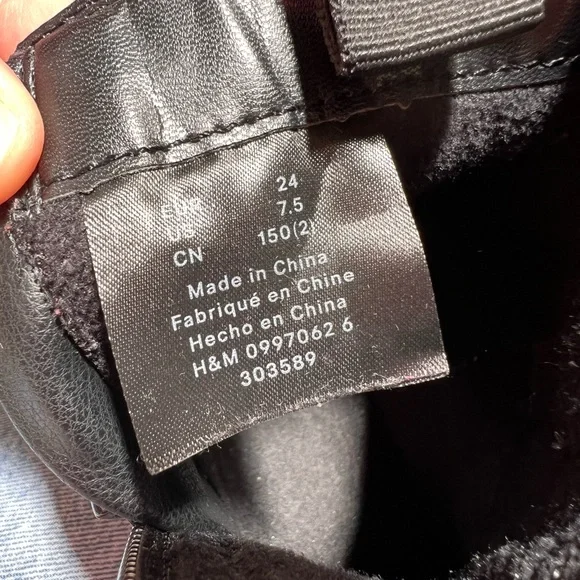 EUR 24
US 7.5
CN 150(2)
Made in China
Fabriqué en Chine
Hecho en China
H&M 0997062 6
303589